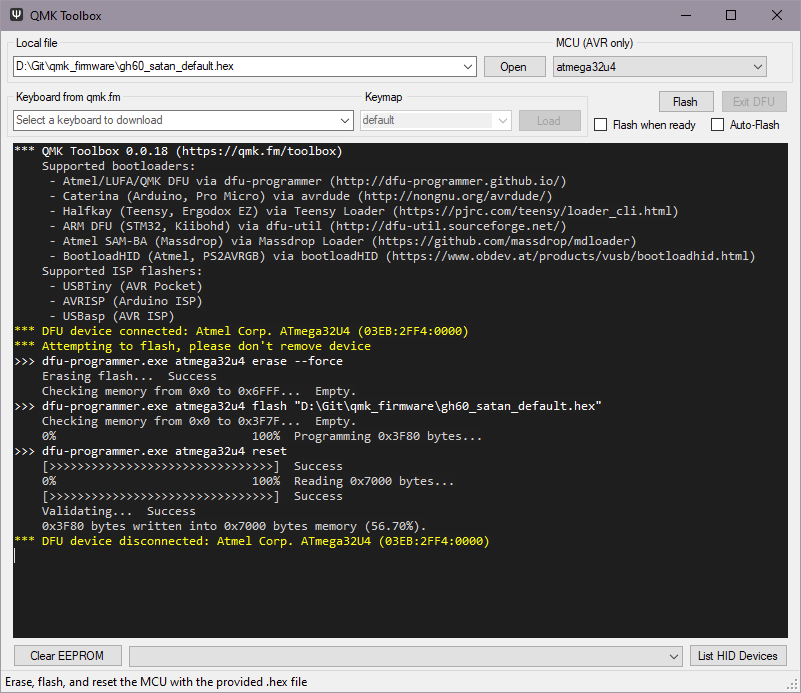 QMK Toolbox
Local file
MCU (AVR only)
D:\Git\qmk_firmware\gh60_satan_default.hex
Open
atmega32u4
Keyboard from qmk.fm
Keymap
Flash
Exit DFU
Select a keyboard to download
default
Load
Flash when ready
Auto-Flash
*** QMK Toolbox 0.0.18 (https://qmk.fm/toolbox)
Supported bootloaders:
- Atmel/LUFA/QMK DFU via dfu-programmer (http://dfu-programmer.github.io/)
- Caterina (Arduino, Pro Micro) via avrdude (http://nongnu.org/avrdude/)
- Halfkay (Teensy, Ergodox EZ) via Teensy Loader (https://pjrc.com/teensy/loader_cli.html)
- ARM DFU (STM32, Kiibohd) via dfu-util (http://dfu-util.sourceforge.net/)
- Atmel SAM-BA (Massdrop) via Massdrop Loader (https://github.com/massdrop/mdloader)
- BootloadHID (Atmel, PS2AVRGB) via bootloadHID (https://www.obdev.at/products/vusb/bootloadhid.html)
Supported ISP flashers:
- USBTiny (AVR Pocket)
- AVRISP (Arduino ISP)
- USBasp (AVR ISP)
*** DFU device connected: Atmel Corp. ATmega32U4 (03EB:2FF4:0000)
*** Attempting to flash, please don't remove device
>>> dfu-programmer.exe atmega32u4 erase --force
Erasing flash...  Success
Checking memory from 0x0 to 0x6FFF...  Empty.
>>> dfu-programmer.exe atmega32u4 flash "D:\Git\qmk_firmware\gh60_satan_default.hex"
Checking memory from 0x0 to 0x3F7F...  Empty.
0%                            100%  Programming 0x3F80 bytes...
>>> dfu-programmer.exe atmega32u4 reset
[>>>>>>>>>>>>>>>>>>>>>>>>>>>>>>>>]  Success
0%                            100%  Reading 0x7000 bytes...
[>>>>>>>>>>>>>>>>>>>>>>>>>>>>>>>>]  Success
Validating...  Success
0x3F80 bytes written into 0x7000 bytes memory (56.70%).
*** DFU device disconnected: Atmel Corp. ATmega32U4 (03EB:2FF4:0000)
Clear EEPROM
List HID Devices
Erase, flash, and reset the MCU with the provided .hex file